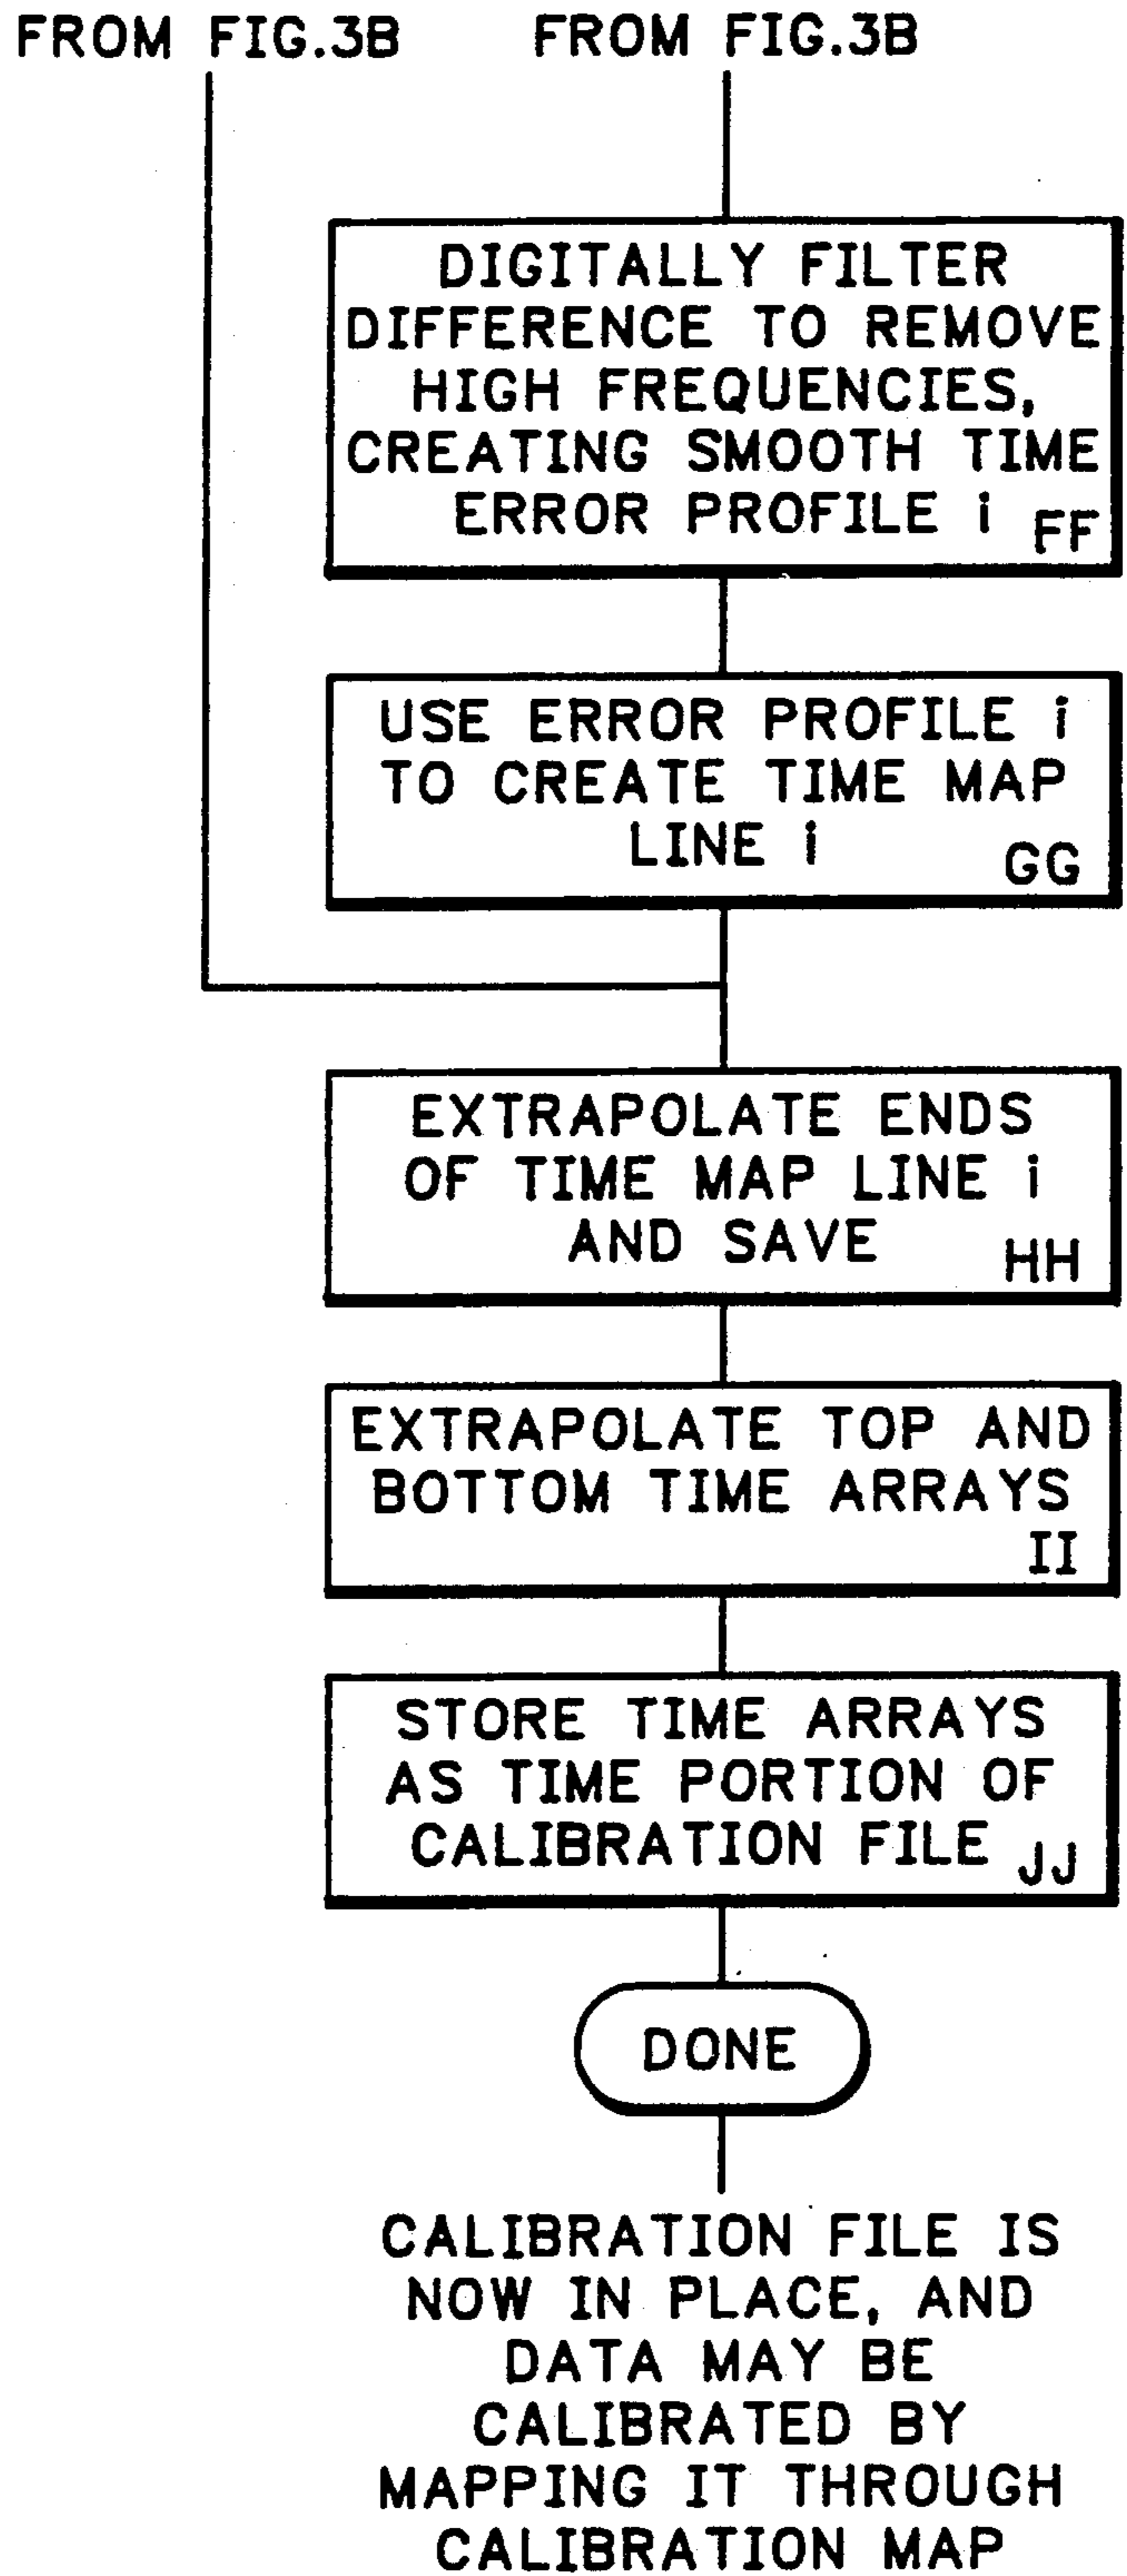 FROM FIG.3B FROM FIG.3B
DIGITALLY FILTER
DIFFERENCE TO REMOVE
HIGH FREQUENCIES,
CREATING SMOOTH TIME
ERROR PROFILE i FF
USE ERROR PROFILE i
TO CREATE TIME MAP
LINE i GG
EXTRAPOLATE ENDS
OF TIME MAP LINE i
AND SAVE HH
EXTRAPOLATE TOP AND
BOTTOM TIME ARRAYS
II
STORE TIME ARRAYS
AS TIME PORTION OF
CALIBRATION FILE JJ
DONE
CALIBRATION FILE IS
NOW IN PLACE, AND
DATA MAY BE
CALIBRATED BY
MAPPING IT THROUGH
CALIBRATION MAP